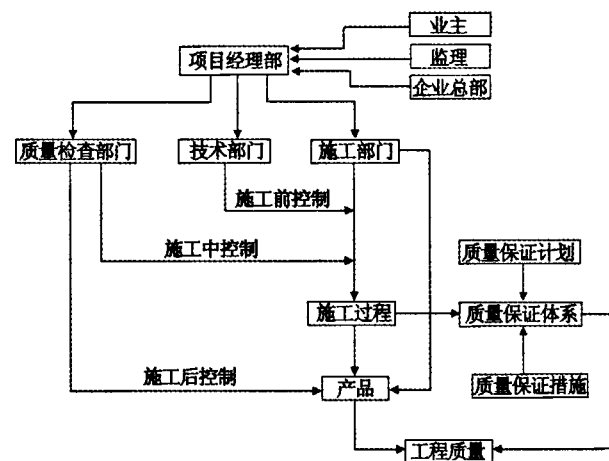 业主
项目经理部
监理
企业总部
质量检查部门
技术部门
施工部门
施工前控制
施工中控制
质量保证计划
施工过程
质量保证体系
施工后控制
产品
质量保证措施
工程质量